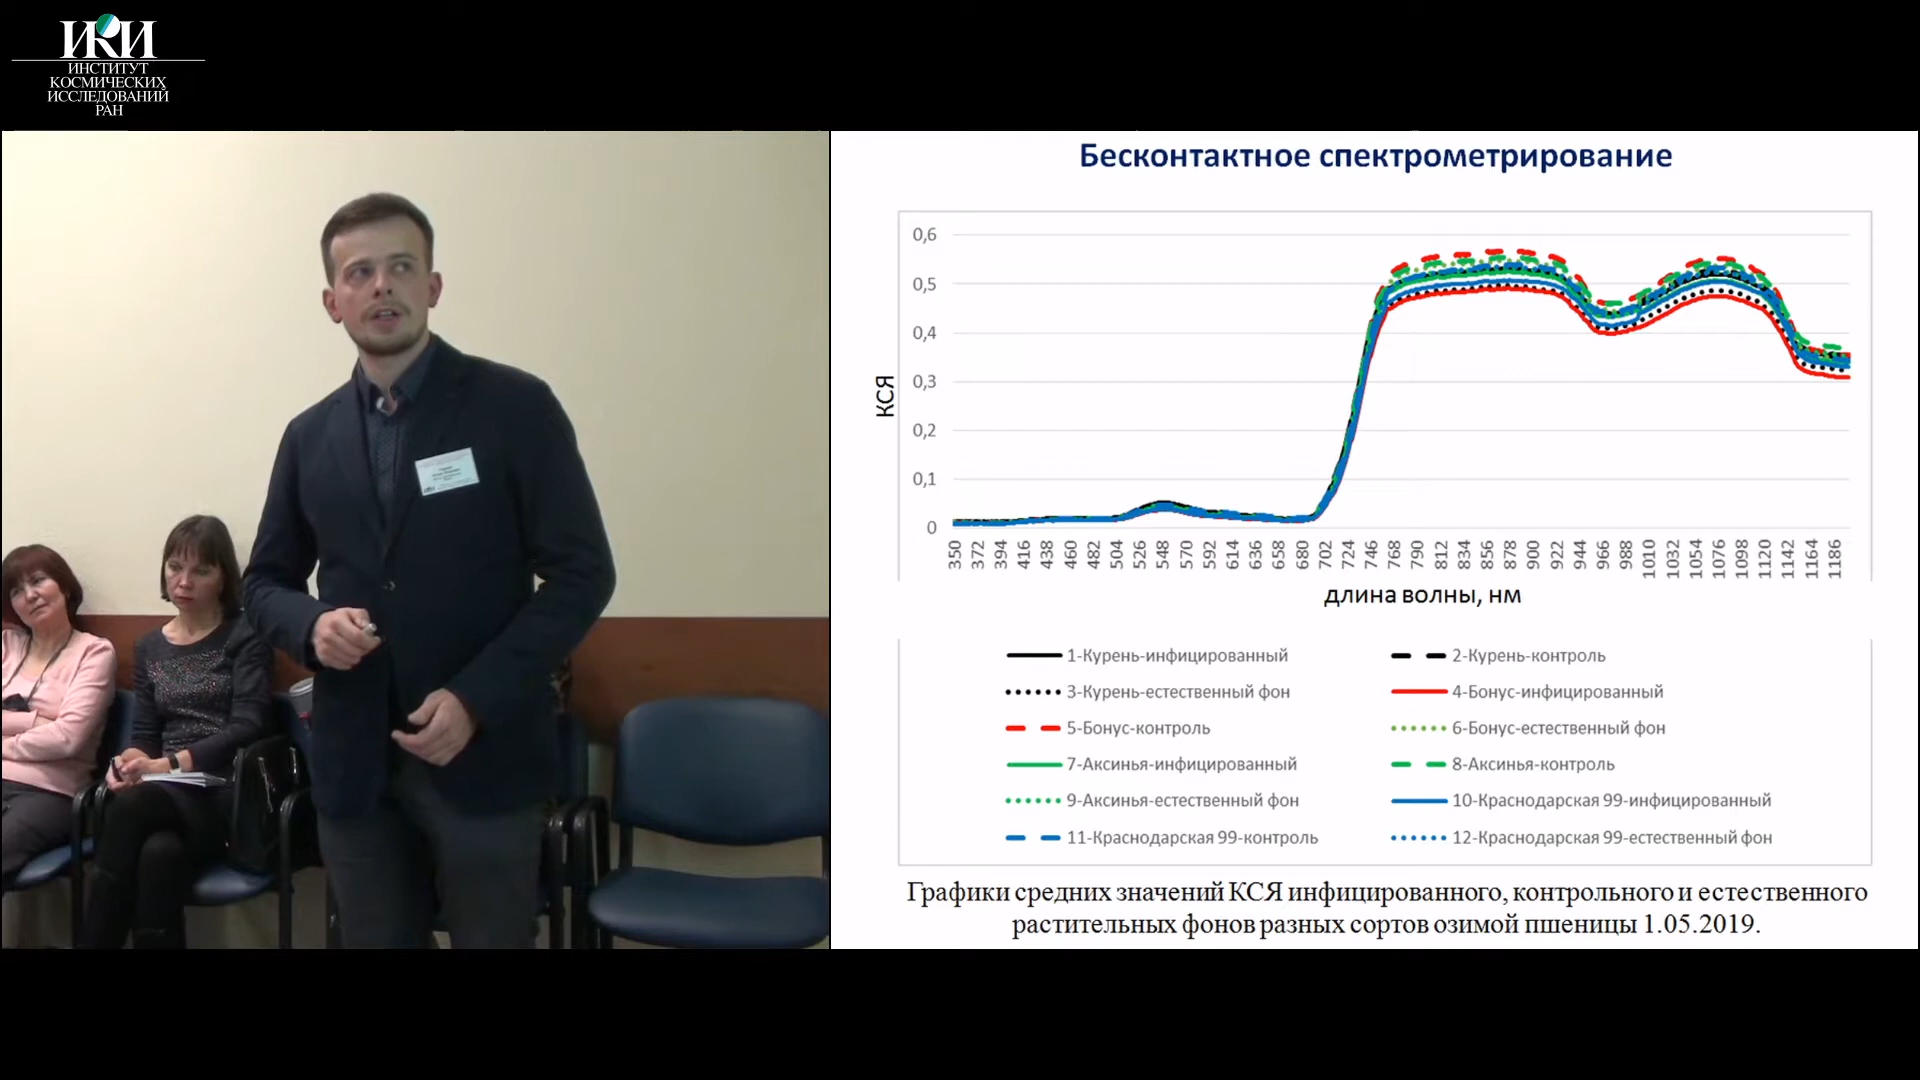 ИКИ
ИНСТИТУТ
КОСМИЧЕСКИХ
ИССЛЕДОВАНИЙ
РАН
Бесконтактное спектрометрирование
0,6
0,5
0,4
0,3
0,2
0,1
0
КСЯ
350 372 394 416 438 460 482 504 526 548 570 592 614 636 658 680 702 724 746 768 790 812 834 856 878 900 922 944 966 988 1010 1032 1054 1076 1098 1120 1142 1164 1186
длина волны, нм
1-Курень-инфицированный 2-Курень-контроль
3-Курень-естественный фон 4-Бонус-инфицированный
5-Бонус-контроль 6-Бонус-естественный фон
7-Аксинья-инфицированный 8-Аксинья-контроль
9-Аксинья-естественный фон 10-Краснодарская 99-инфицированный
11-Краснодарская 99-контроль 12-Краснодарская 99-естественный фон
Графики средних значений КСЯ инфицированного, контрольного и естественного
растительных фонов разных сортов озимой пшеницы 1.05.2019.